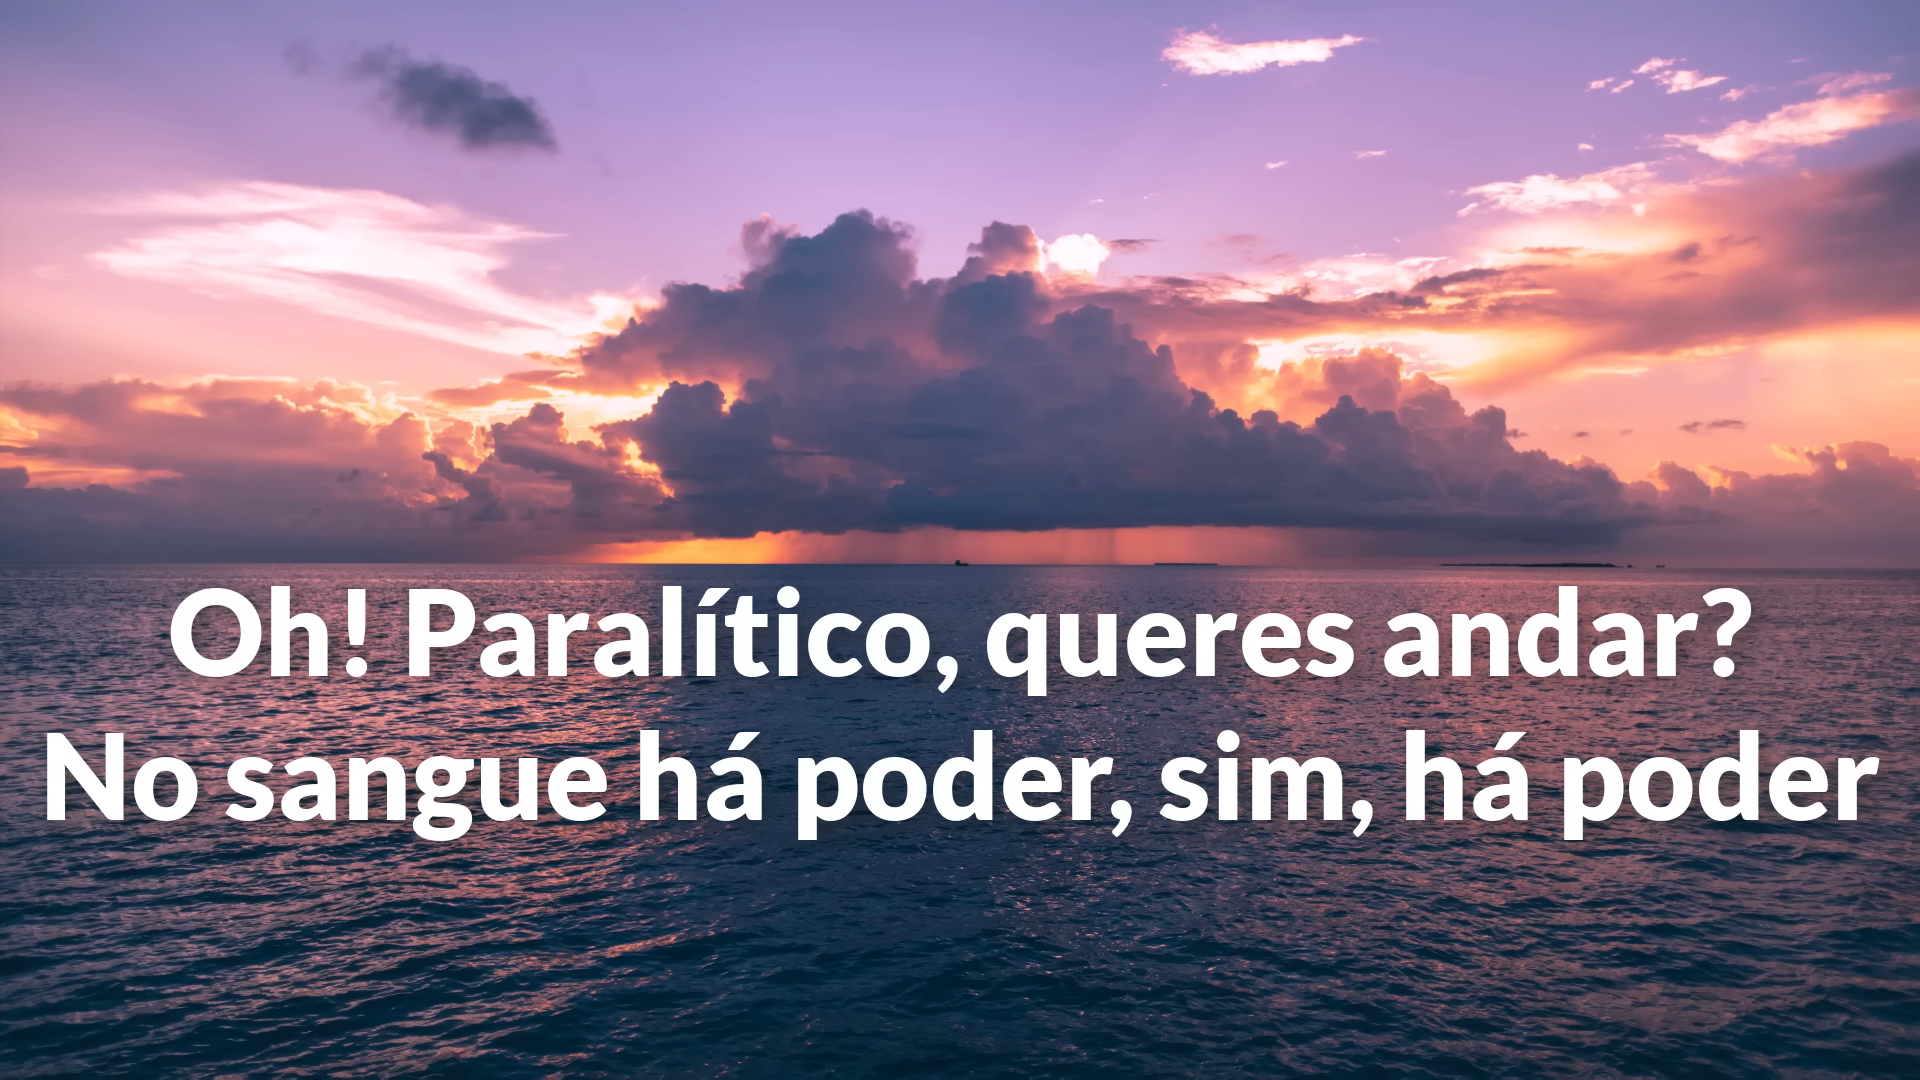 Oh! Paralítico, queres andar?
No sangue há poder, sim, há poder